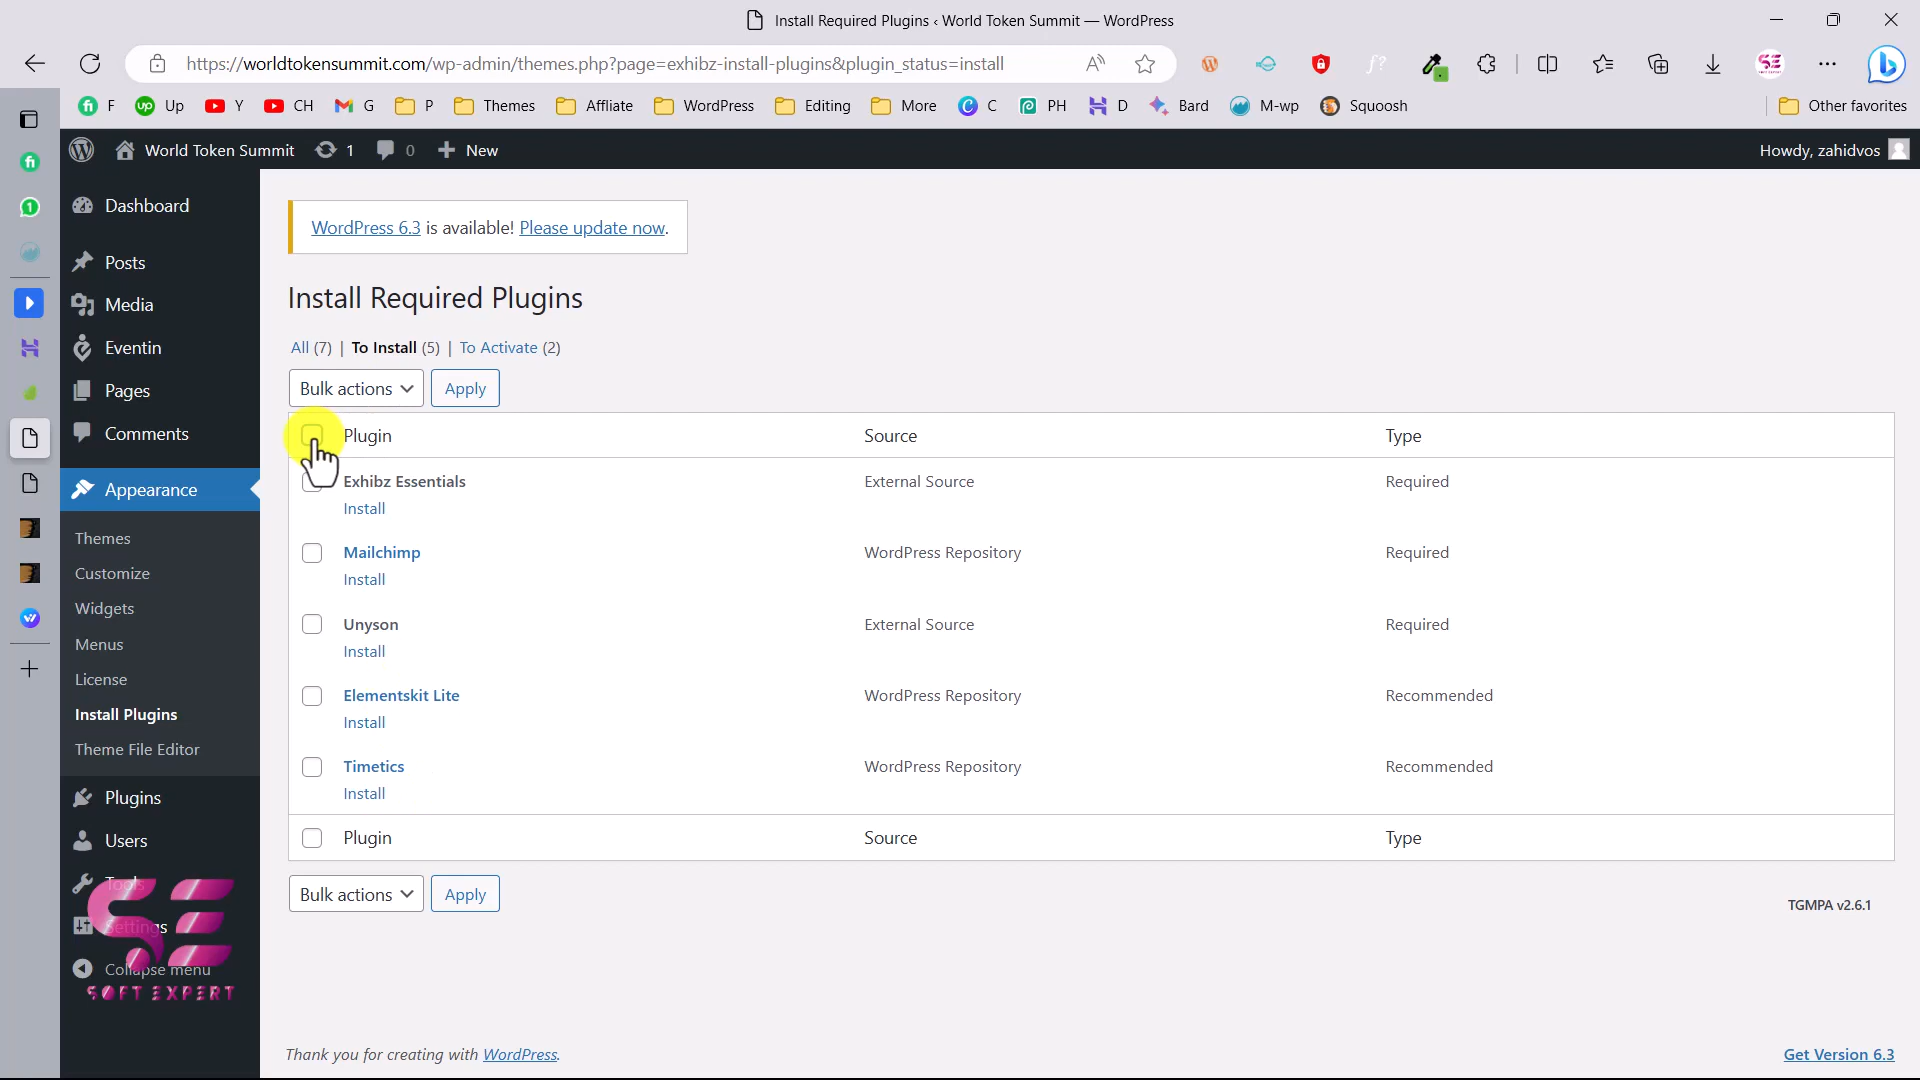 Install Required Plugins ‹ World Token Summit — WordPress
https://worldtokensummit.com/wp-admin/themes.php?page=exhibz-install-plugins&plugin_status=install
F Up Y CH G P Themes Affliate WordPress Editing More C PH D Bard M-wp Squoosh Other favorites
World Token Summit 1 0 New Howdy, zahidvos
Dashboard
Posts
Media
Eventin
Pages
Comments
Appearance
Themes
Customize
Widgets
Menus
License
Install Plugins
Theme File Editor
Plugins
Users
Tools
Settings
Collapse menu
SE
SOFT EXPERT
WordPress 6.3 is available! Please update now.
Install Required Plugins
All (7) | To Install (5) | To Activate (2)
Bulk actions Apply
Plugin Source Type
Exhibz Essentials External Source Required
Install
Mailchimp WordPress Repository Required
Install
Unyson External Source Required
Install
Elementskit Lite WordPress Repository Recommended
Install
Timetics WordPress Repository Recommended
Install
Plugin Source Type
Bulk actions Apply
TGMPA v2.6.1
Thank you for creating with WordPress. Get Version 6.3